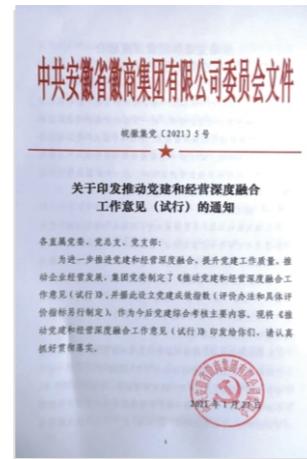 中共安徽省徽商集团有限公司委员会文件
皖徽集党〔2021〕5号
关于印发推动党建和经营深度融合
工作意见（试行）的通知
各直属党委、党总支、党支部：
为进一步推进党建和经营深度融合，提升党建工作质量，推
动企业经营发展，集团党委制定了《推动党建和经营深度融合工
作意见（试行）》，并据此设立党建成效指数（评价办法和具体评
价指标另行制定），作为今后党建综合考核主要内容。现将《推
动党建和经营深度融合工作意见（试行）》印发给你们，请认真
抓好贯彻落实。
2021年1月27日